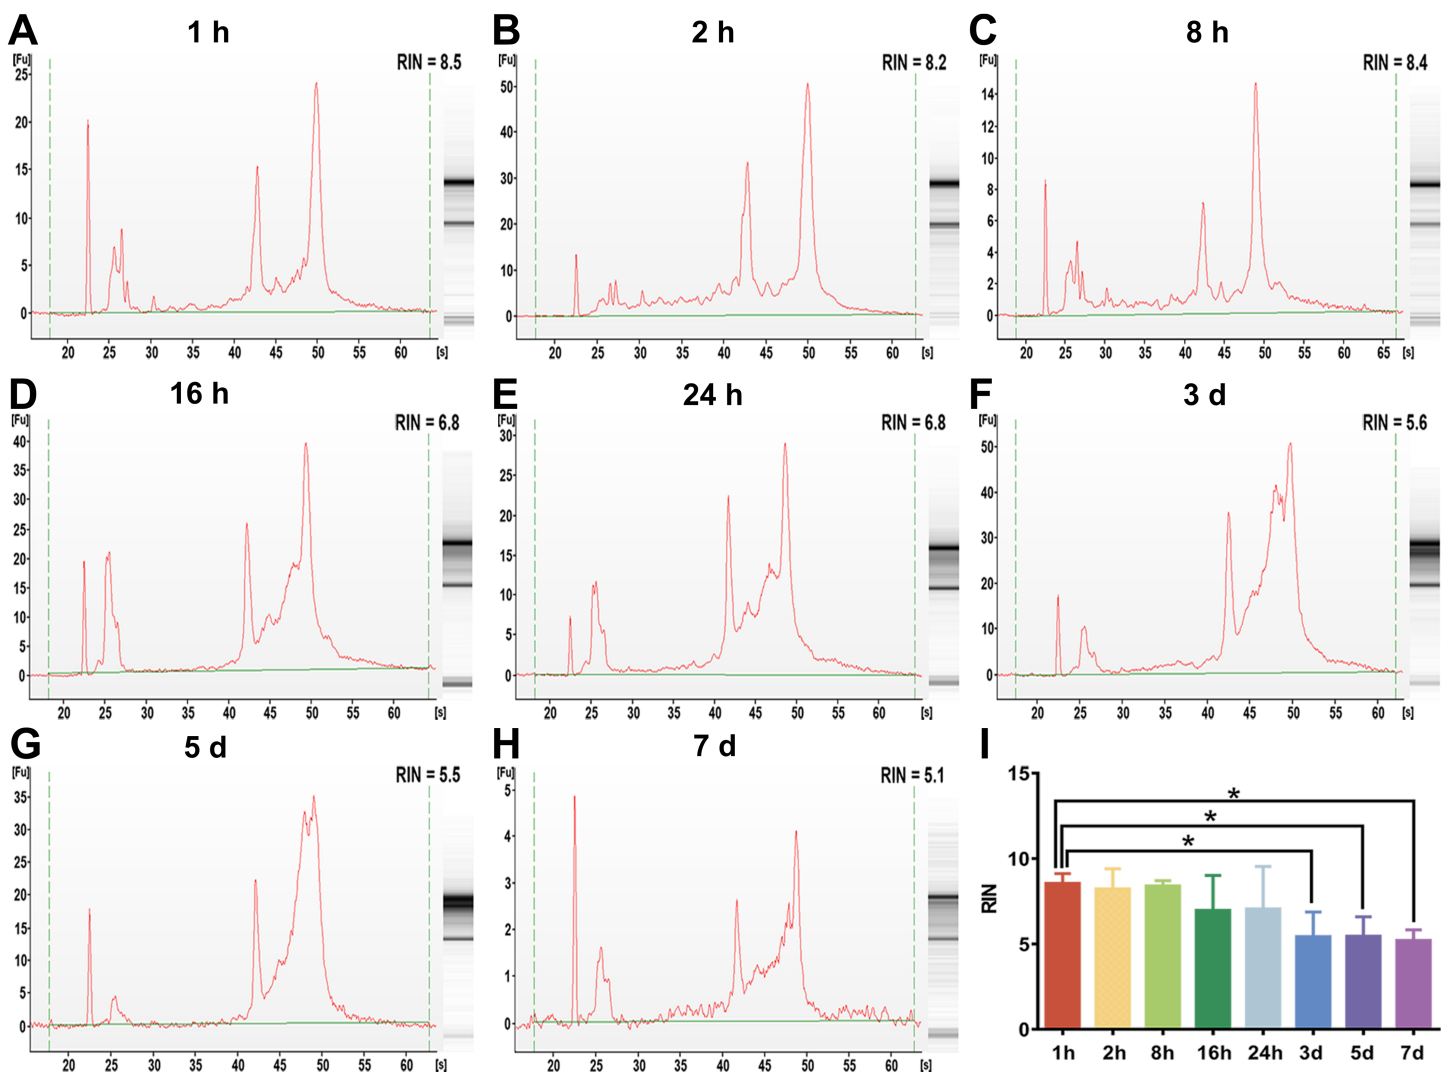 A 1 h
[Fu]
RIN = 8.5
25
20
15
10
5
0
20 25 30 35 40 45 50 55 60 [s]
B 2 h
[Fu]
RIN = 8.2
50
40
30
20
10
0
20 25 30 35 40 45 50 55 60 [s]
C 8 h
[Fu]
RIN = 8.4
14
12
10
8
6
4
2
0
20 25 30 35 40 45 50 55 60 65 [s]
D 16 h
[Fu]
RIN = 6.8
40
35
30
25
20
15
10
5
0
20 25 30 35 40 45 50 55 60 [s]
E 24 h
[Fu]
RIN = 6.8
30
25
20
15
10
5
0
20 25 30 35 40 45 50 55 60 [s]
F 3 d
[Fu]
RIN = 5.6
50
40
30
20
10
0
20 25 30 35 40 45 50 55 60 [s]
G 5 d
[Fu]
RIN = 5.5
35
30
25
20
15
10
5
0
20 25 30 35 40 45 50 55 60 [s]
H 7 d
[Fu]
RIN = 5.1
5
4
3
2
1
0
20 25 30 35 40 45 50 55 60 [s]
I
15
10
5
0
RIN
*
*
*
1h 2h 8h 16h 24h 3d 5d 7d